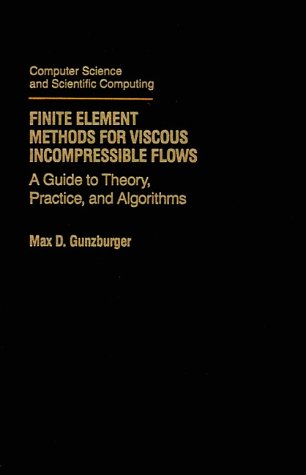 Computer Science
and Scientific Computing
FINITE ELEMENT
METHODS FOR VISCOUS
INCOMPRESSIBLE FLOWS
A Guide to Theory,
Practice, and Algorithms
Max D. Gunzburger